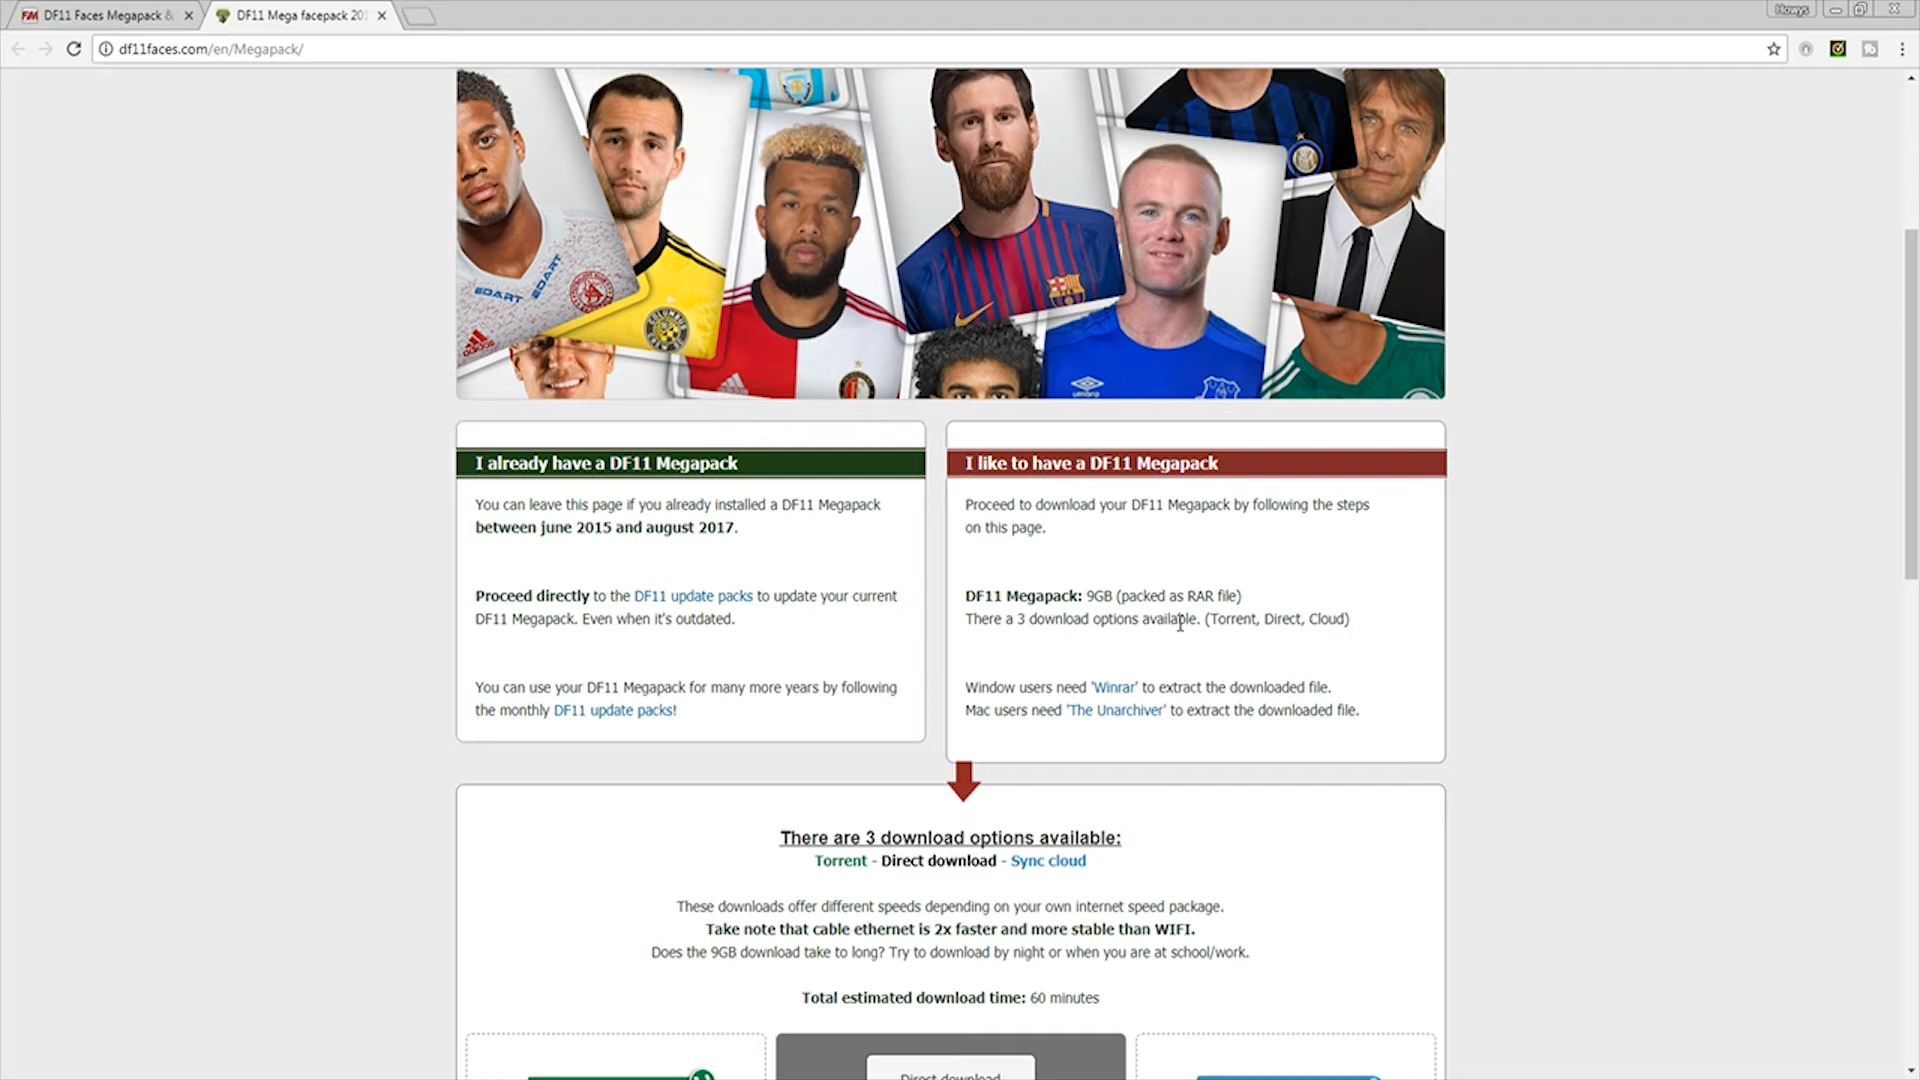 DF11 Faces Megapack &
DF11 Mega facepack 201
Howys
df11faces.com/en/Megapack/
EDART
EDART
adidas
COLUMBUS
umbro
I already have a DF11 Megapack
You can leave this page if you already installed a DF11 Megapack
between june 2015 and august 2017.
Proceed directly to the DF11 update packs to update your current
DF11 Megapack. Even when it's outdated.
You can use your DF11 Megapack for many more years by following
the monthly DF11 update packs!
I like to have a DF11 Megapack
Proceed to download your DF11 Megapack by following the steps
on this page.
DF11 Megapack: 9GB (packed as RAR file)
There a 3 download options available. (Torrent, Direct, Cloud)
Window users need 'Winrar' to extract the downloaded file.
Mac users need 'The Unarchiver' to extract the downloaded file.
There are 3 download options available:
Torrent - Direct download - Sync cloud
These downloads offer different speeds depending on your own internet speed package.
Take note that cable ethernet is 2x faster and more stable than WIFI.
Does the 9GB download take to long? Try to download by night or when you are at school/work.
Total estimated download time: 60 minutes
Direct download